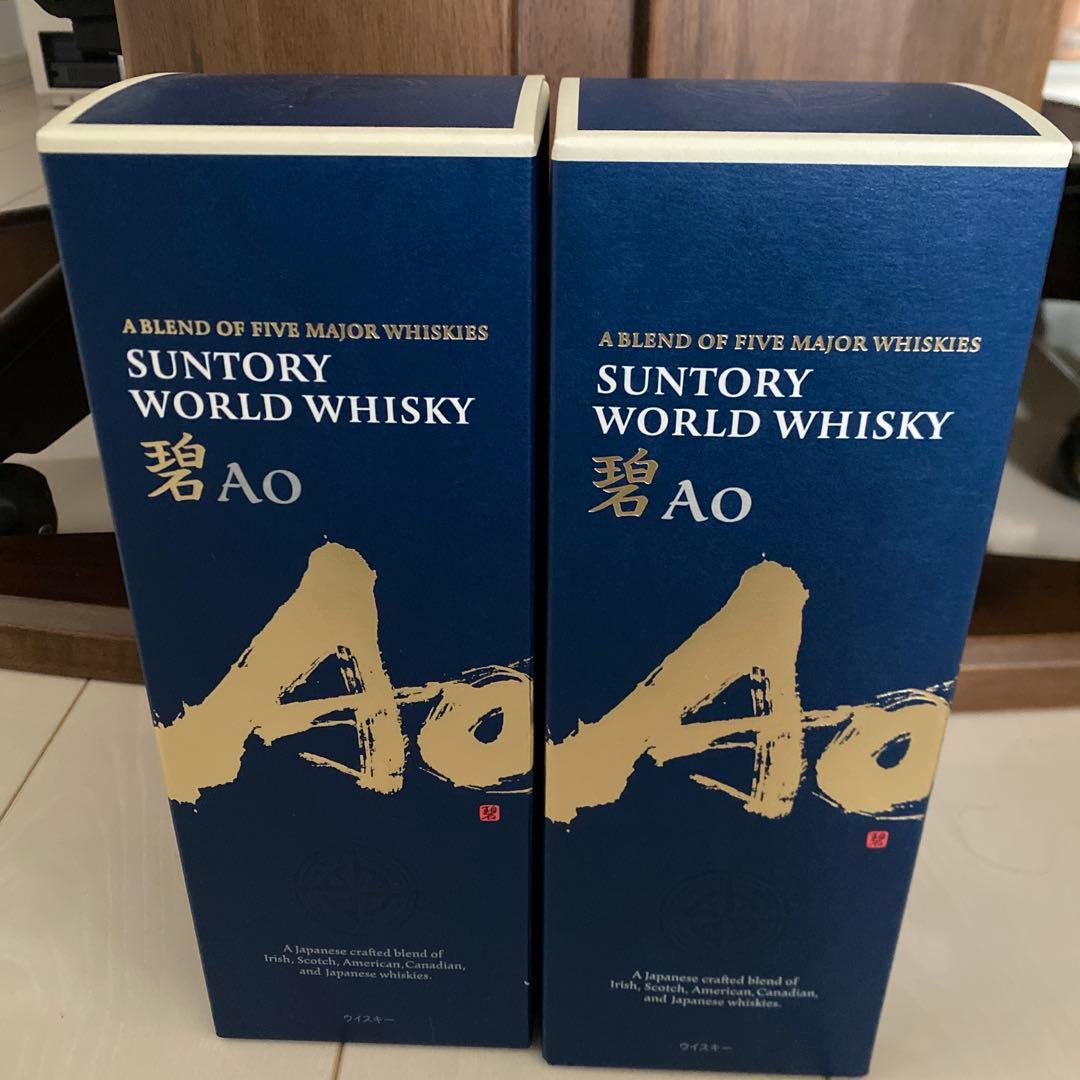 A BLEND OF FIVE MAJOR WHISKIES
SUNTORY
WORLD WHISKY
碧 AO
Ao
碧
A Japanese crafted blend of
Irish, Scotch, American, Canadian,
and Japanese whiskies.
ウイスキー
A BLEND OF FIVE MAJOR WHISKIES
SUNTORY
WORLD WHISKY
碧 AO
Ao
碧
A Japanese crafted blend of
Irish, Scotch, American, Canadian,
and Japanese whiskies.
ウイスキー